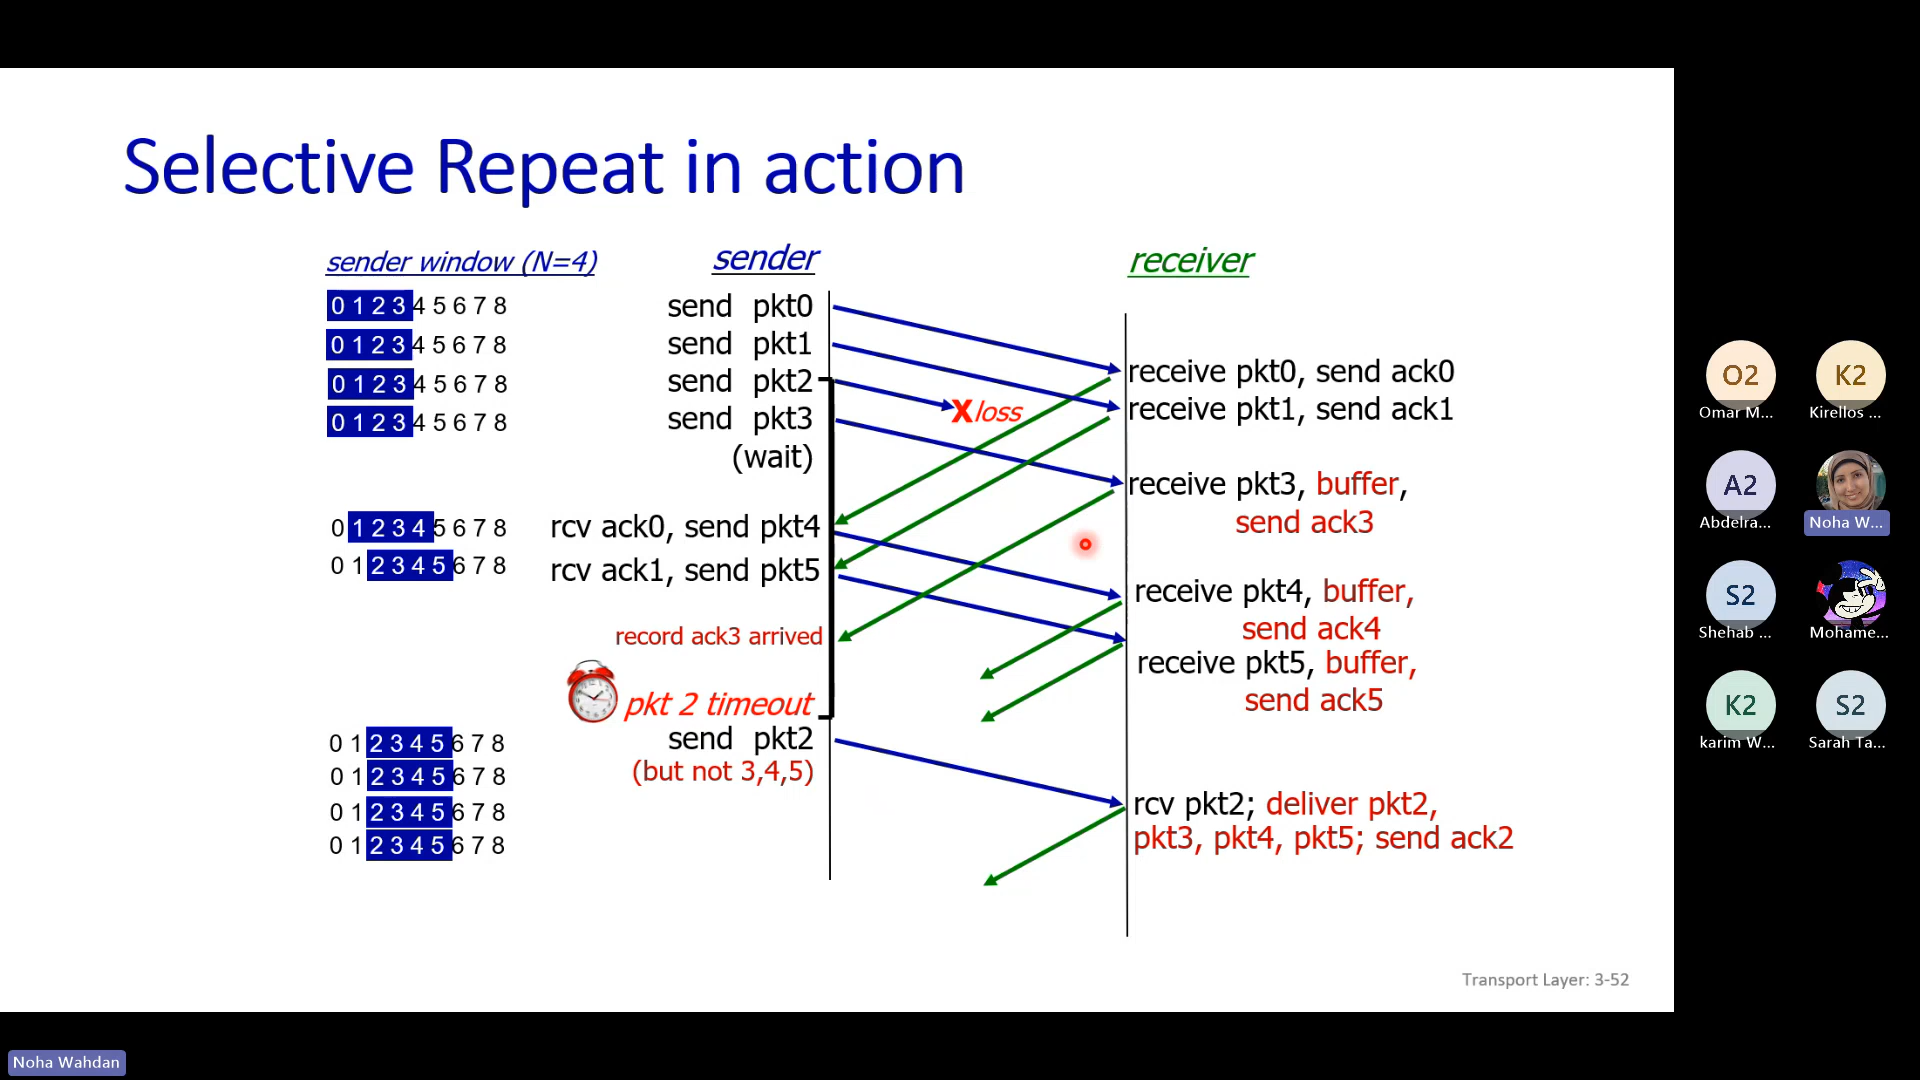 Selective Repeat in action
sender window (N=4)
sender
receiver
0 1 2 3 4 5 6 7 8
send pkt0
0 1 2 3 4 5 6 7 8
send pkt1
0 1 2 3 4 5 6 7 8
send pkt2
0 1 2 3 4 5 6 7 8
send pkt3
(wait)
X loss
receive pkt0, send ack0
receive pkt1, send ack1
receive pkt3, buffer,
send ack3
0 1 2 3 4 5 6 7 8
rcv ack0, send pkt4
0 1 2 3 4 5 6 7 8
rcv ack1, send pkt5
record ack3 arrived
receive pkt4, buffer,
send ack4
receive pkt5, buffer,
send ack5
pkt 2 timeout
0 1 2 3 4 5 6 7 8
send pkt2
0 1 2 3 4 5 6 7 8
(but not 3,4,5)
0 1 2 3 4 5 6 7 8
0 1 2 3 4 5 6 7 8
rcv pkt2; deliver pkt2,
pkt3, pkt4, pkt5; send ack2
Transport Layer: 3-52
O2
Omar M...
K2
Kirellos ...
A2
Abdelra...
Noha W...
S2
Shehab ...
Mohame...
K2
karim W...
S2
Sarah Ta...
Noha Wahdan